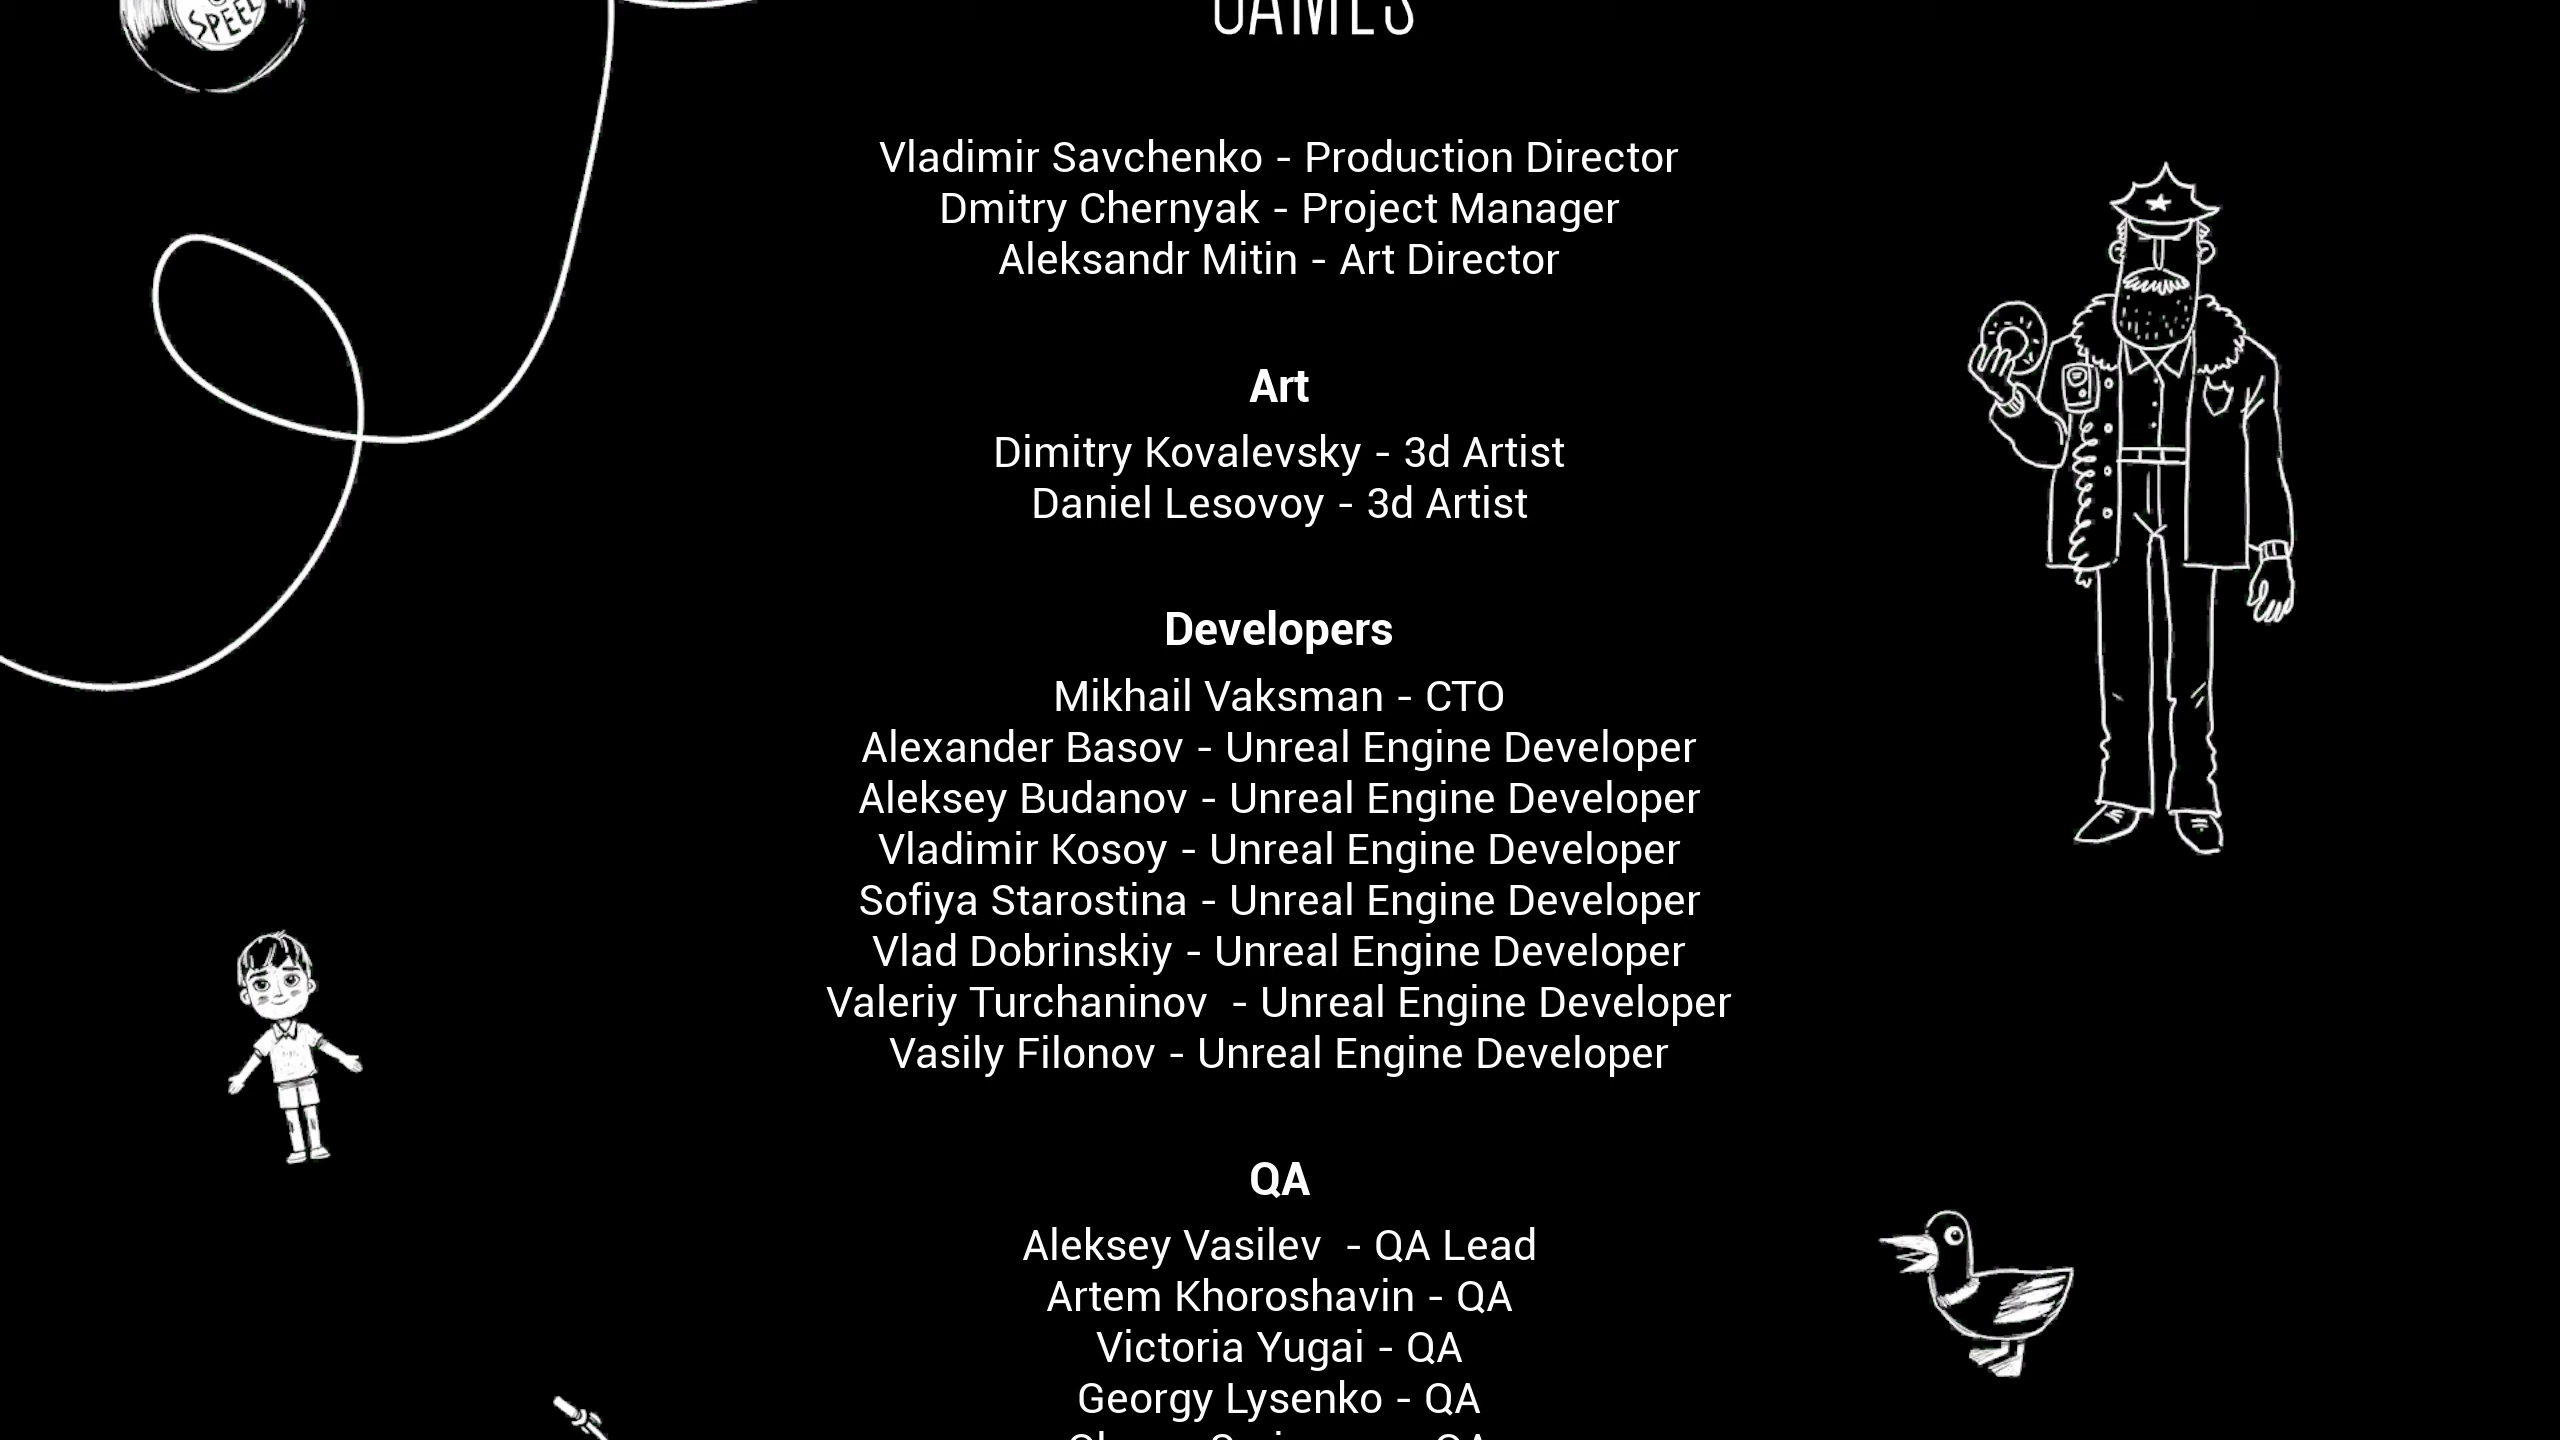 GAMES
Vladimir Savchenko - Production Director
Dmitry Chernyak - Project Manager
Aleksandr Mitin - Art Director
Art
Dimitry Kovalevsky - 3d Artist
Daniel Lesovoy - 3d Artist
Developers
Mikhail Vaksman - CTO
Alexander Basov - Unreal Engine Developer
Aleksey Budanov - Unreal Engine Developer
Vladimir Kosoy - Unreal Engine Developer
Sofiya Starostina - Unreal Engine Developer
Vlad Dobrinskiy - Unreal Engine Developer
Valeriy Turchaninov  - Unreal Engine Developer
Vasily Filonov - Unreal Engine Developer
QA
Aleksey Vasilev  - QA Lead
Artem Khoroshavin - QA
Victoria Yugai - QA
Georgy Lysenko - QA